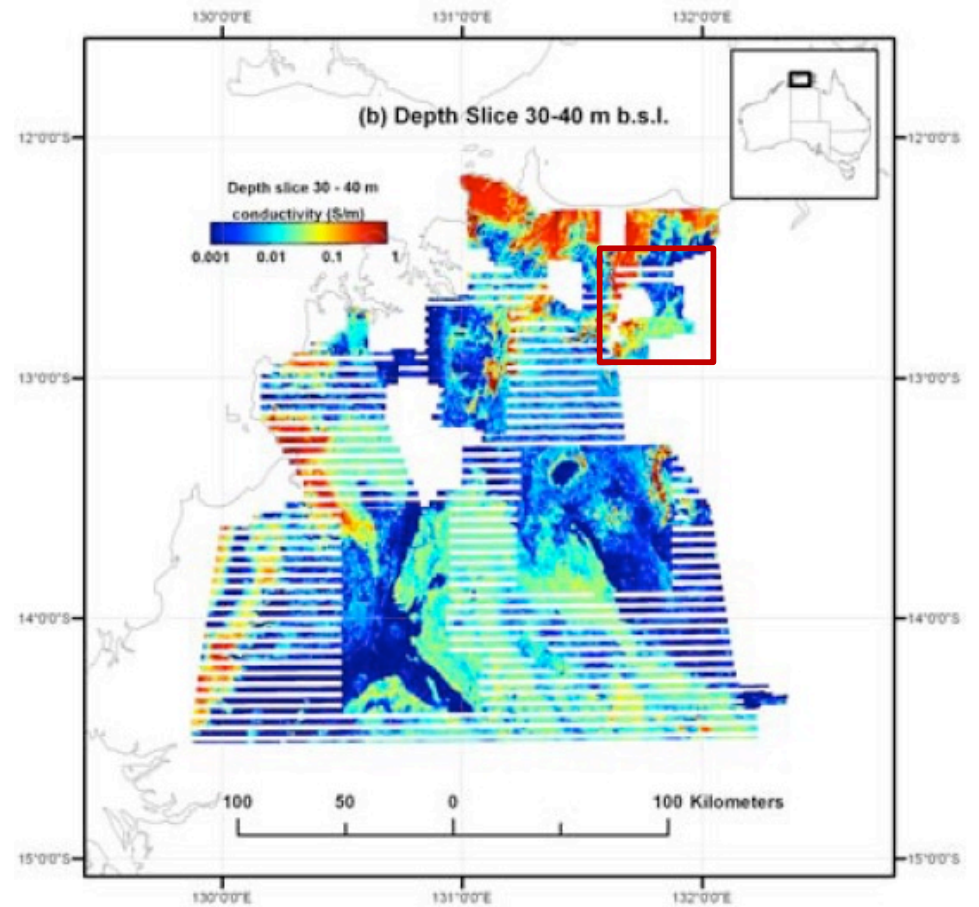 130°0'0"E 131°0'0"E 132°0'0"E
(b) Depth Slice 30-40 m b.s.l.
12°0'0"S 12°0'0"S
Depth slice 30 - 40 m
conductivity (S/m)
0.001 0.01 0.1 1
13°0'0"S 13°0'0"S
14°0'0"S 14°0'0"S
100 50 0 100 Kilometers
15°0'0"S 15°0'0"S
130°0'0"E 131°0'0"E 132°0'0"E